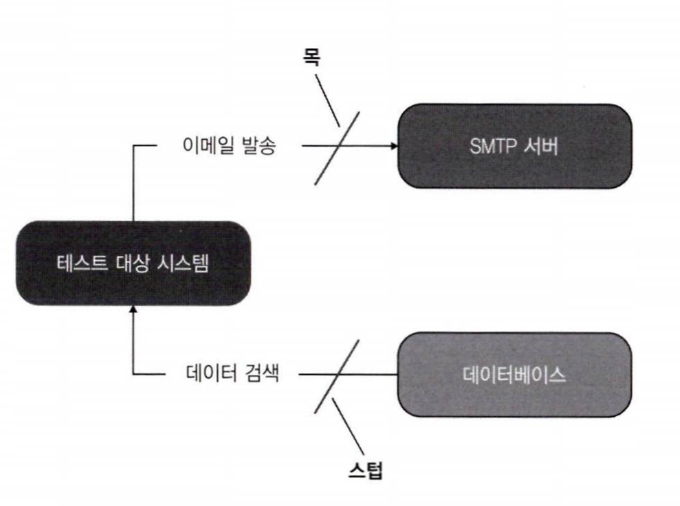 목
이메일 발송
SMTP 서버
테스트 대상 시스템
데이터 검색
데이터베이스
스텁